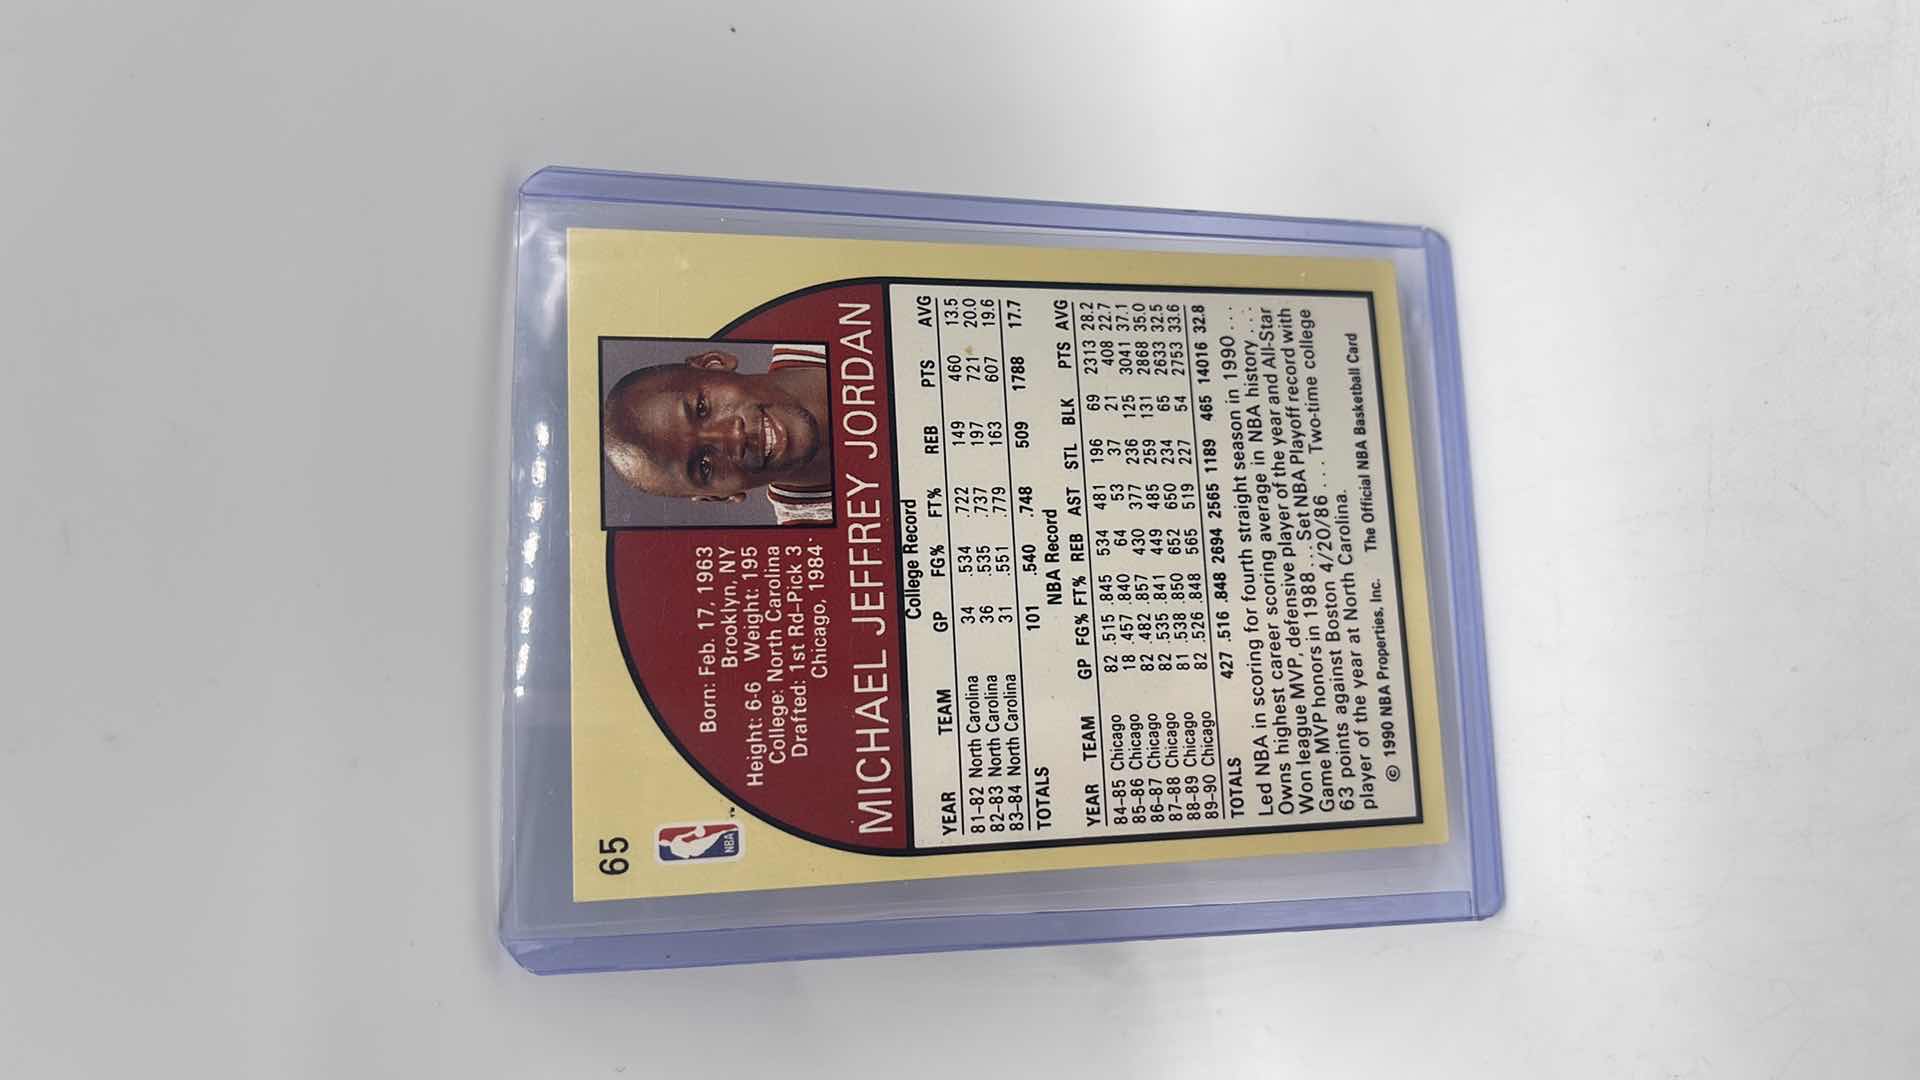 65
NBA
TM
Born: Feb. 17, 1963
Brooklyn, NY
Height: 6-6 Weight: 195
College: North Carolina
Drafted: 1st Rd-Pick 3
Chicago, 1984
MICHAEL JEFFREY JORDAN
College Record
YEAR TEAM GP FG% FT% REB PTS AVG
81–82 North Carolina 34 .534 .722 149 460 13.5
82–83 North Carolina 36 .535 .737 197 721 20.0
83–84 North Carolina 31 .551 .779 163 607 19.6
TOTALS 101 .540 .748 509 1788 17.7
NBA Record
YEAR TEAM GP FG% FT% REB AST STL BLK PTS AVG
84–85 Chicago 82 .515 .845 534 481 196 69 2313 28.2
85–86 Chicago 18 .457 .840 64 53 37 21 408 22.7
86–87 Chicago 82 .482 .857 430 377 236 125 3041 37.1
87–88 Chicago 82 .535 .841 449 485 259 131 2868 35.0
88–89 Chicago 81 .538 .850 652 650 234 65 2633 32.5
89–90 Chicago 82 .526 .848 565 519 227 54 2753 33.6
TOTALS 427 .516 .848 2694 2565 1189 465 14016 32.8
Led NBA in scoring for fourth straight season in 1990 . . .
Owns highest career scoring average in NBA history . . .
Won league MVP, defensive player of the year and All-Star
Game MVP honors in 1988 . . . Set NBA Playoff record with
63 points against Boston 4/20/86 . . . Two-time college
player of the year at North Carolina.
© 1990 NBA Properties, Inc. The Official NBA Basketball Card